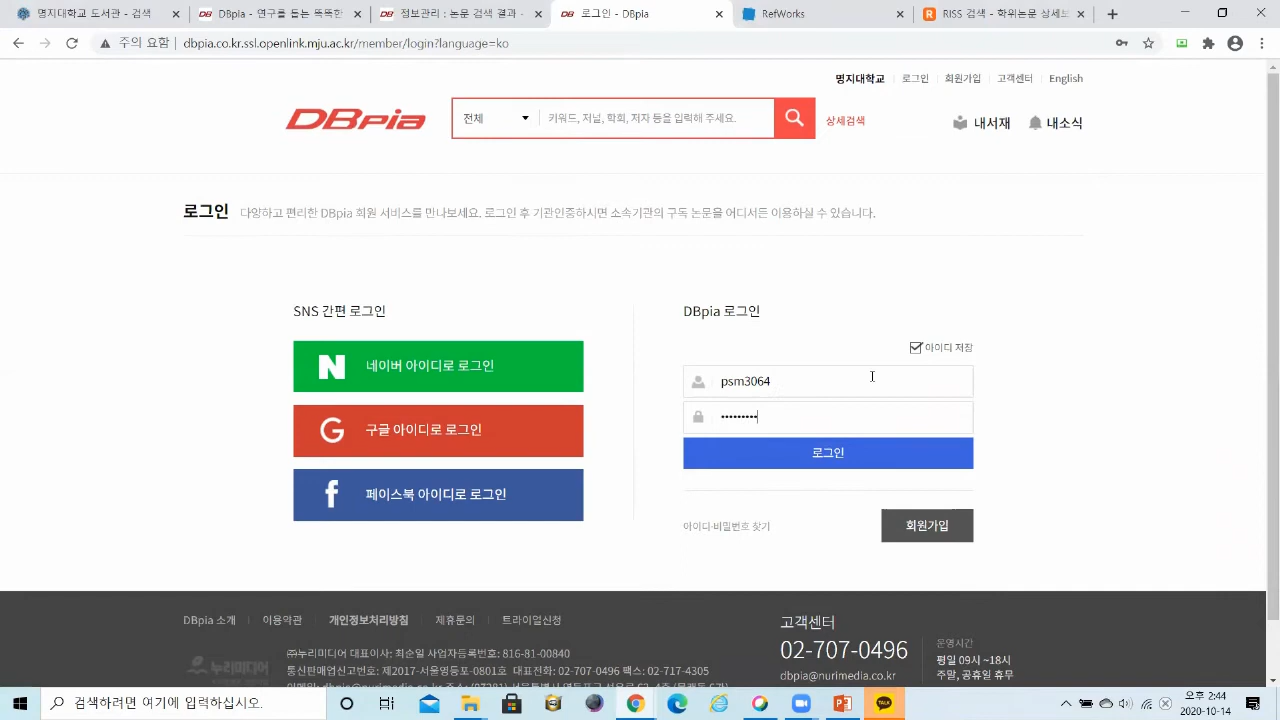 명지대학교 도서관 - 검색
DBpia - 연구를 돕는 똑똑한
정보관리 : 논문 검색 결과 -
로그인 - DBpia
RefWorks
RISS 검색 - 학위논문 상세보
주의 요함
dbpia.co.kr.ssl.openlink.mju.ac.kr/member/login?language=ko
명지대학교
로그인
회원가입
고객센터
English
DBpia
전체
키워드, 저널, 학회, 저자 등을 입력해 주세요.
상세검색
내서재
내소식
로그인
다양하고 편리한 DBpia 회원 서비스를 만나보세요. 로그인 후 기관인증하시면 소속기관의 구독 논문을 어디서든 이용하실 수 있습니다.
SNS 간편 로그인
네이버 아이디로 로그인
구글 아이디로 로그인
페이스북 아이디로 로그인
DBpia 로그인
아이디 저장
psm3064
•••••••••
로그인
아이디·비밀번호 찾기
회원가입
DBpia 소개
이용약관
개인정보처리방침
제휴문의
트라이얼신청
누리미디어
㈜누리미디어 대표이사: 최순일 사업자등록번호: 816-81-00840
통신판매업신고번호: 제2017-서울영등포-0801호 대표전화: 02-707-0496 팩스: 02-717-4305
고객센터
02-707-0496
dbpia@nurimedia.co.kr
운영시간
평일 09시 ~18시
주말, 공휴일 휴무
검색하려면 여기에 입력하십시오.
TALK
오후 2:44
2020-10-14